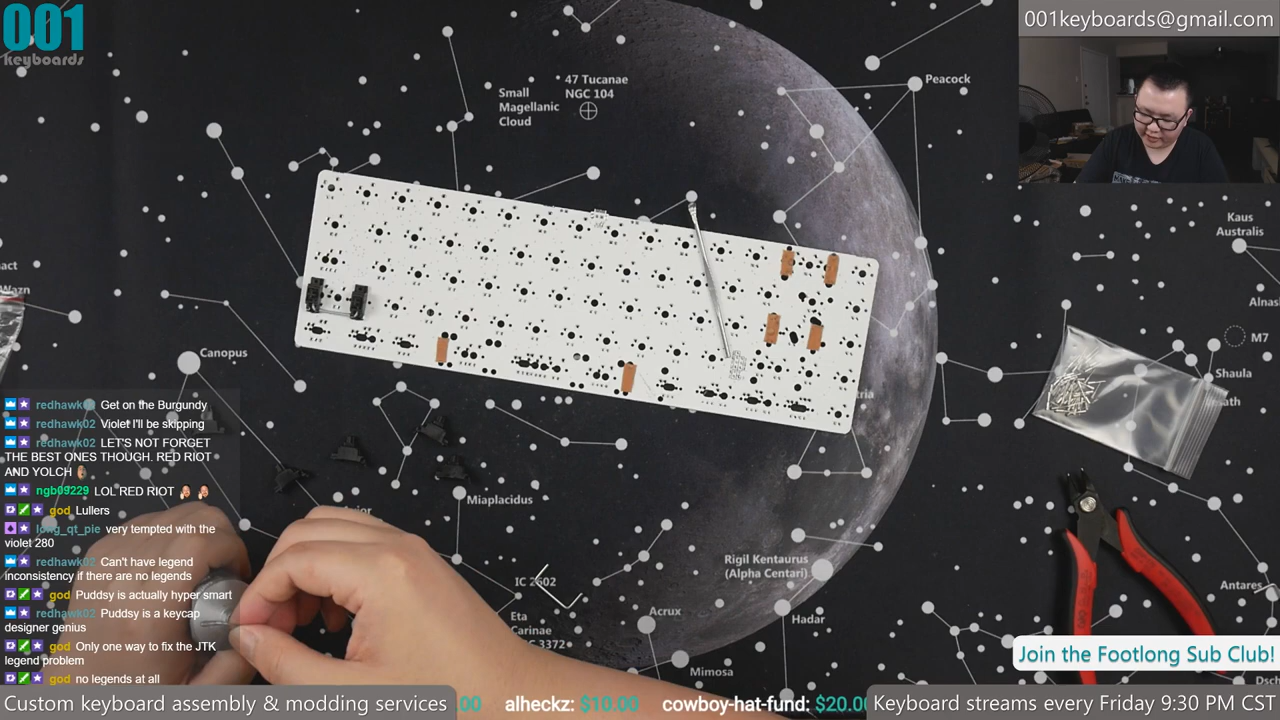 001
keyboards
001keyboards@gmail.com
47 Tucanae
NGC 104
Small
Magellanic
Cloud
Peacock
Kaus
Australis
Wazn
M7
Canopus
Shaula
redhawk02 Get on the Burgundy
redhawk02 Violet I'll be skipping
redhawk02 LET'S NOT FORGET
THE BEST ONES THOUGH. RED RIOT
AND YOLCH
ngb09229 LOL RED RIOT
god Lullers
long_qt_pie very tempted with the
violet 280
redhawk02 Can't have legend
inconsistency if there are no legends
god Puddsy is actually hyper smart
redhawk02 Puddsy is a keycap
designer genius
god Only one way to fix the JTK
legend problem
god no legends at all
Miaplacidus
Rigil Kentaurus
(Alpha Centari)
IC 2602
Eta
Carinae
Acrux
Hadar
Mimosa
Antares
Join the Footlong Sub Club!
Custom keyboard assembly & modding services
.00 alheckz: $10.00 cowboy-hat-fund: $20.00
Keyboard streams every Friday 9:30 PM CST